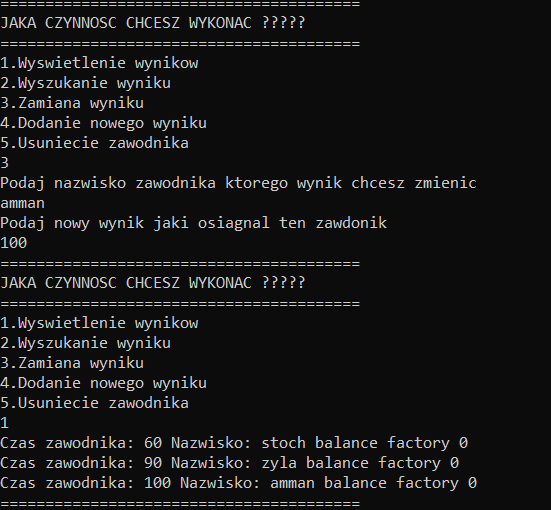 ========================================
JAKA CZYNNOSC CHCESZ WYKONAC ?????
========================================
1.Wyswietlenie wynikow
2.Wyszukanie wyniku
3.Zamiana wyniku
4.Dodanie nowego wyniku
5.Usuniecie zawodnika
3
Podaj nazwisko zawodnika ktorego wynik chcesz zmienic
amman
Podaj nowy wynik jaki osiagnal ten zawdonik
100
========================================
JAKA CZYNNOSC CHCESZ WYKONAC ?????
========================================
1.Wyswietlenie wynikow
2.Wyszukanie wyniku
3.Zamiana wyniku
4.Dodanie nowego wyniku
5.Usuniecie zawodnika
1
Czas zawodnika: 60 Nazwisko: stoch balance factory 0
Czas zawodnika: 90 Nazwisko: zyla balance factory 0
Czas zawodnika: 100 Nazwisko: amman balance factory 0
========================================